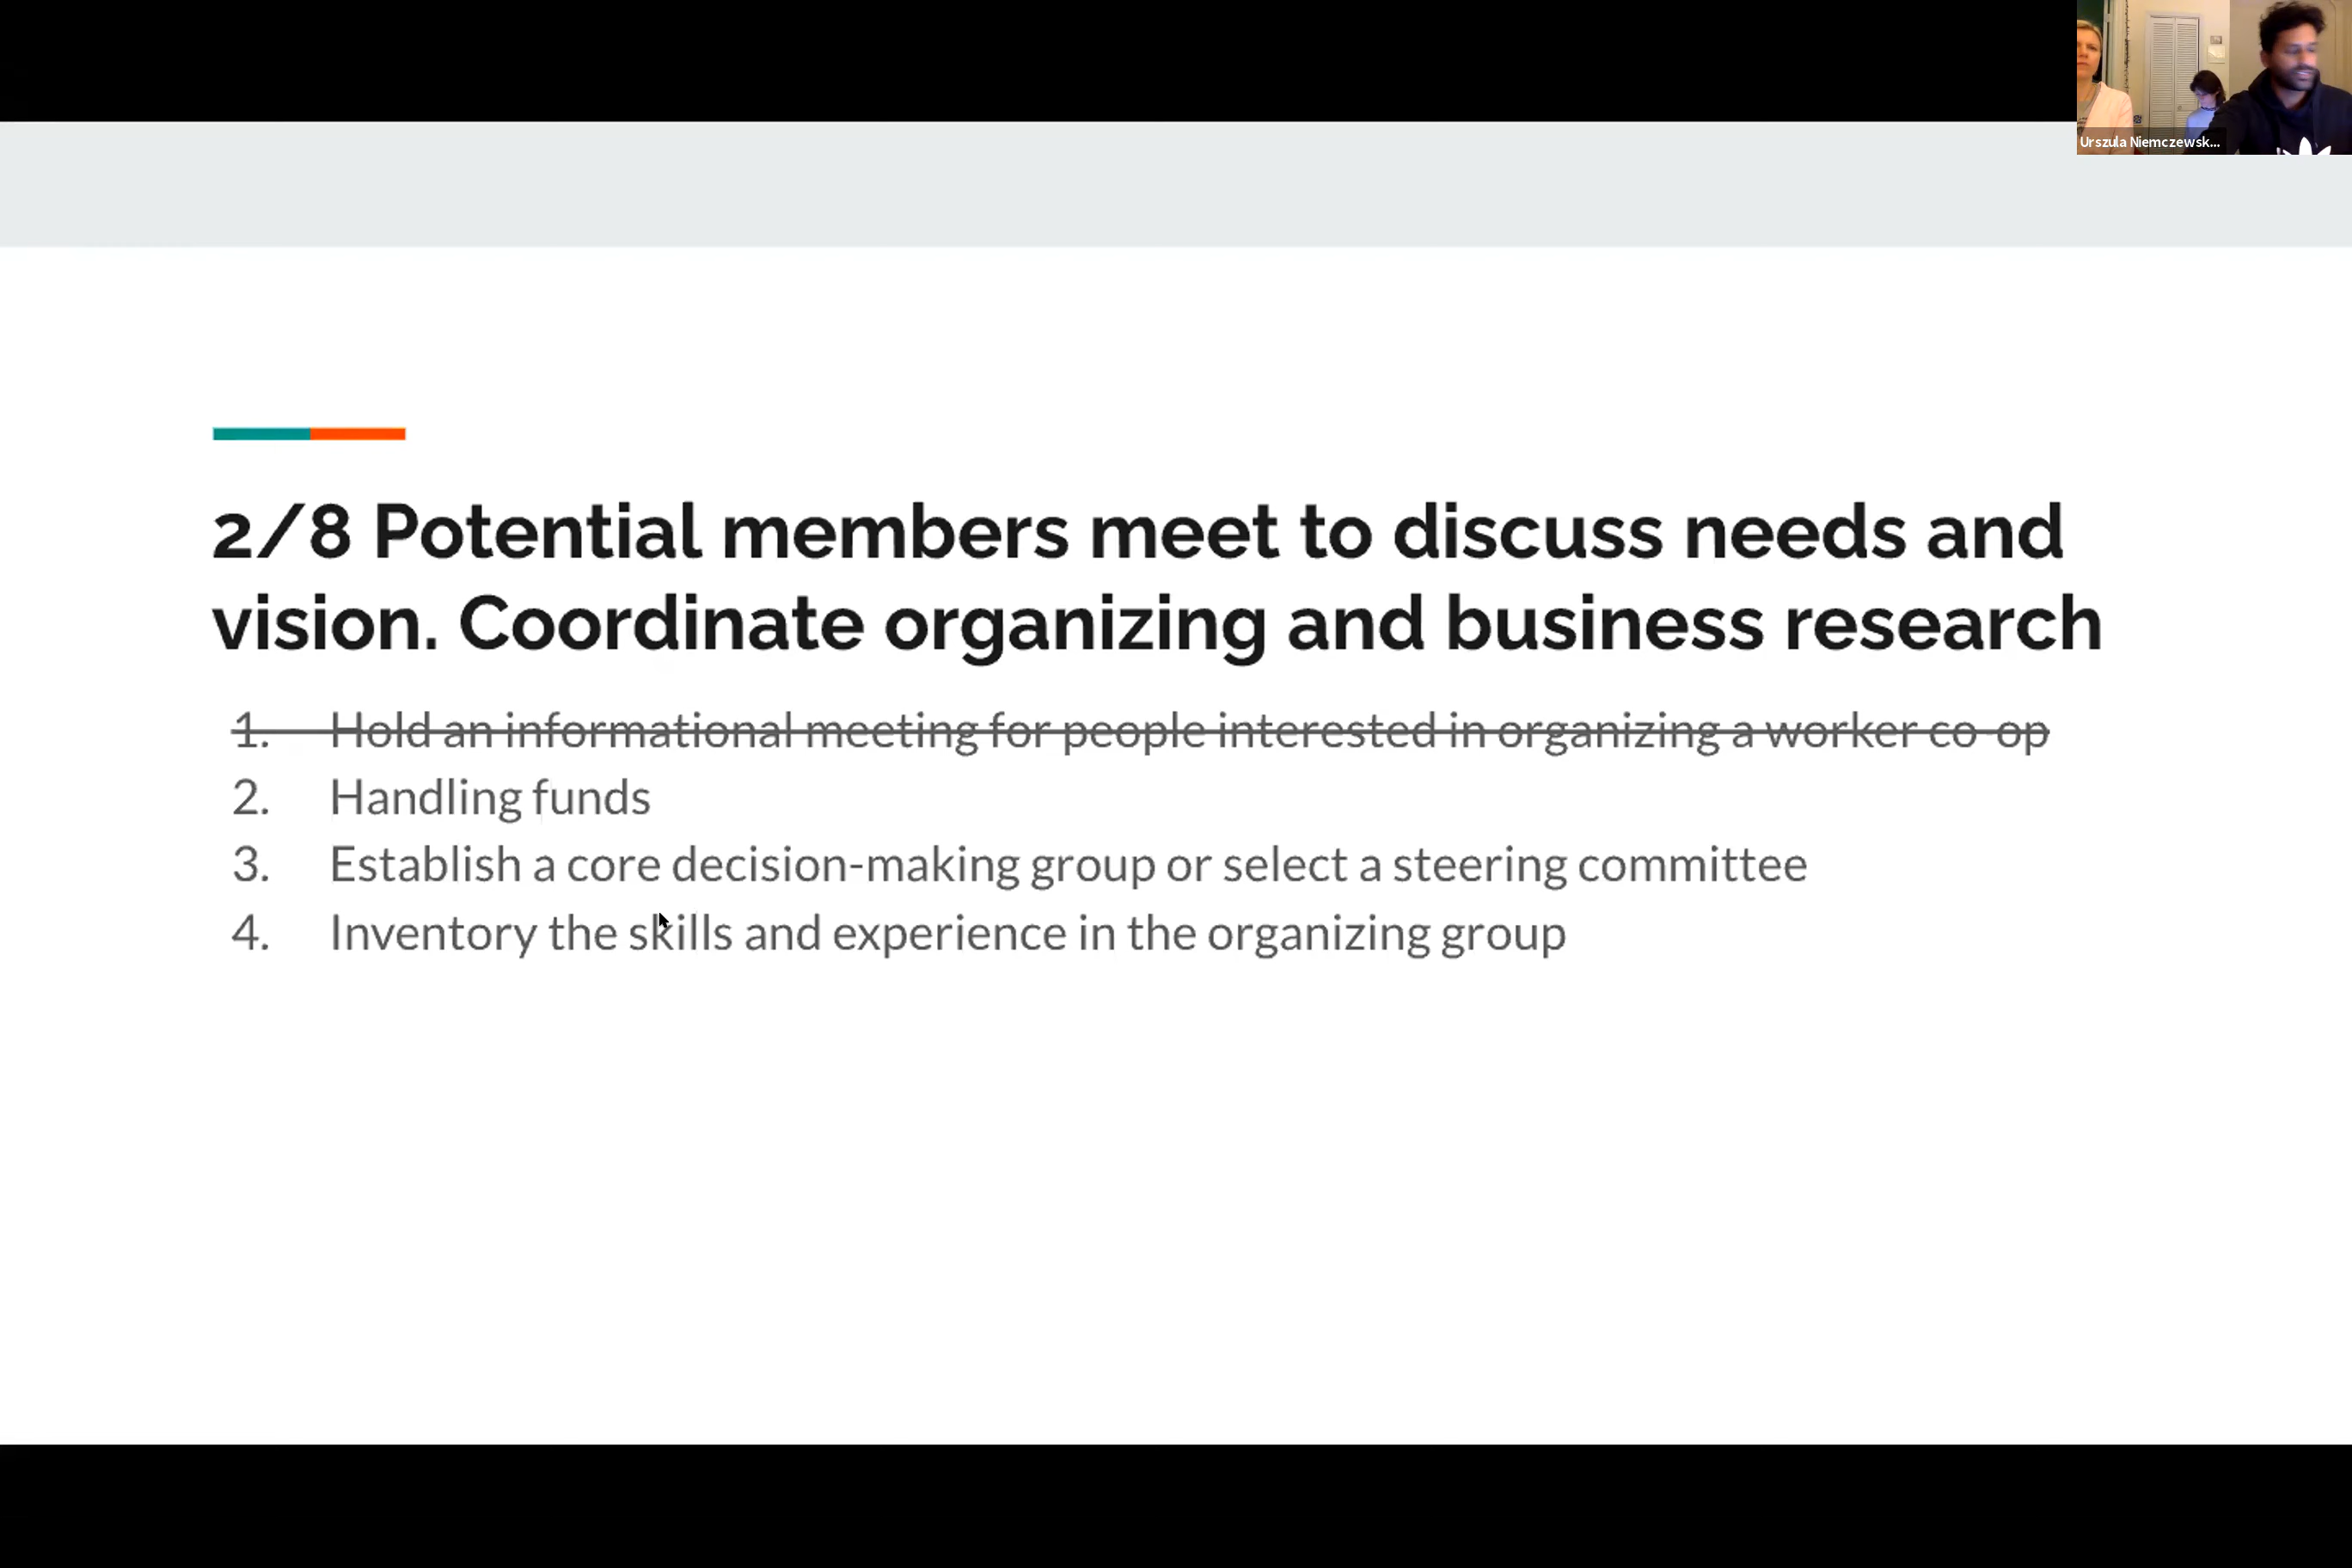 Urszula Niemczewsk...
2/8 Potential members meet to discuss needs and
vision. Coordinate organizing and business research
1. Hold an informational meeting for people interested in organizing a worker co-op
2. Handling funds
3. Establish a core decision-making group or select a steering committee
4. Inventory the skills and experience in the organizing group